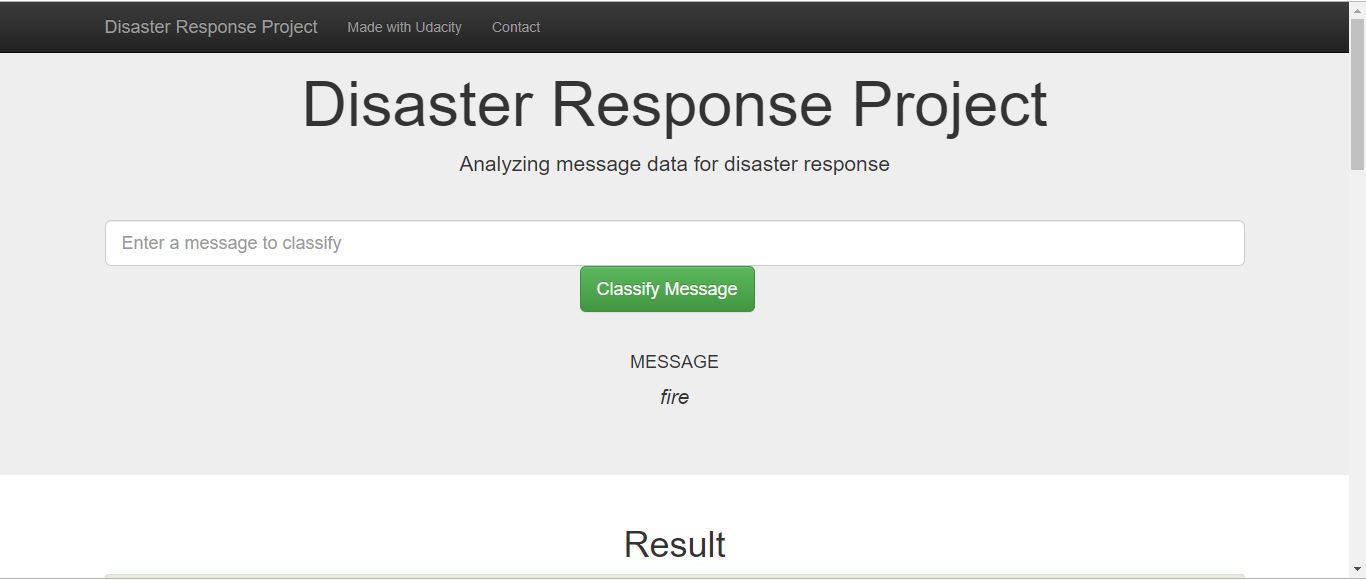 Disaster Response Project Made with Udacity Contact
Disaster Response Project
Analyzing message data for disaster response
Enter a message to classify
Classify Message
MESSAGE
fire
Result